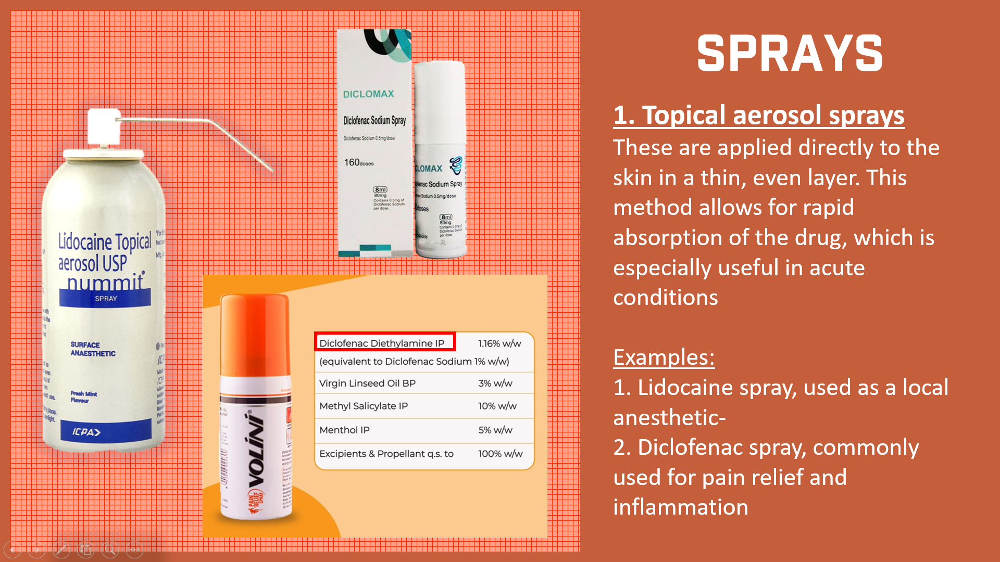 SPRAYS
1. Topical aerosol sprays
These are applied directly to the
skin in a thin, even layer. This
method allows for rapid
absorption of the drug, which is
especially useful in acute
conditions
Examples:
1. Lidocaine spray, used as a local
anesthetic-
2. Diclofenac spray, commonly
used for pain relief and
inflammation
Lidocaine Topical
aerosol USP
nummit®
SPRAY
SURFACE
ANAESTHETIC
Fresh Mint
Flavour
ICPA
DICLOMAX
Diclofenac Sodium Spray
Diclofenac Sodium 0.5mg/dose
160doses
8ml
80mg
Contains 0.5mg of
Diclofenac Sodium
per dose.
CLOMAX
fenac Sodium Spray
Sodium 0.5mg/dose
doses
8ml
80mg
Contains 0.5mg of
Diclofenac Sodium
per dose.
VOLINI®
PAIN
RELIEF
SPRAY
Diclofenac Diethylamine IP 1.16% w/w
(equivalent to Diclofenac Sodium 1% w/w)
Virgin Linseed Oil BP 3% w/w
Methyl Salicylate IP 10% w/w
Menthol IP 5% w/w
Excipients & Propellant q.s. to 100% w/w